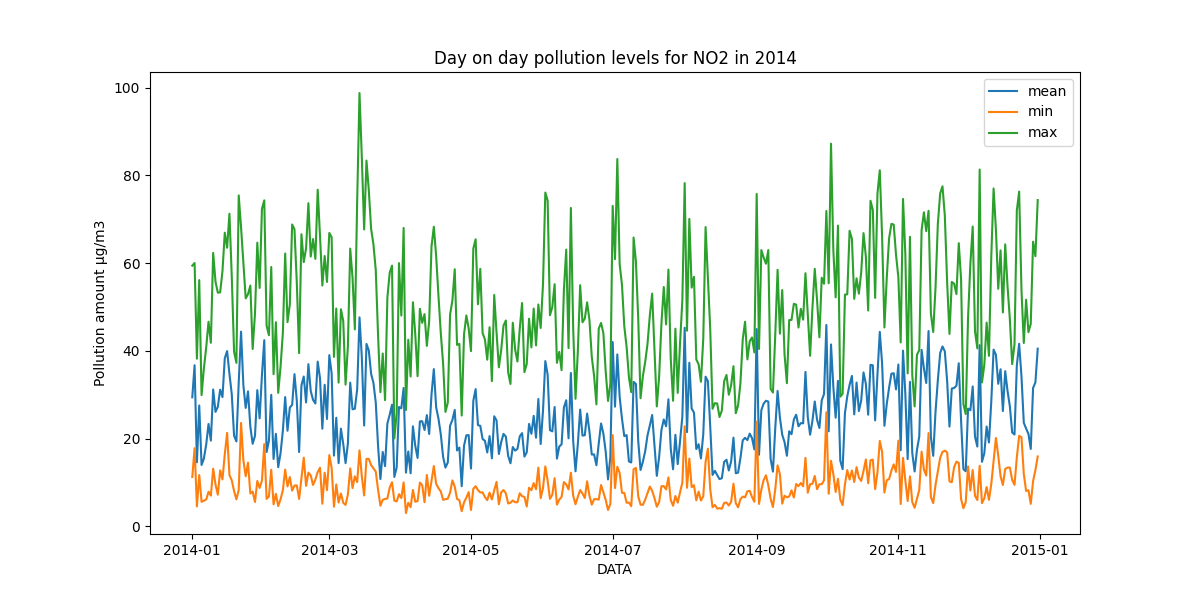 Day on day pollution levels for NO2 in 2014
mean
min
max
Pollution amount µg/m3
100
80
60
40
20
0
2014-01 2014-03 2014-05 2014-07 2014-09 2014-11 2015-01
DATA